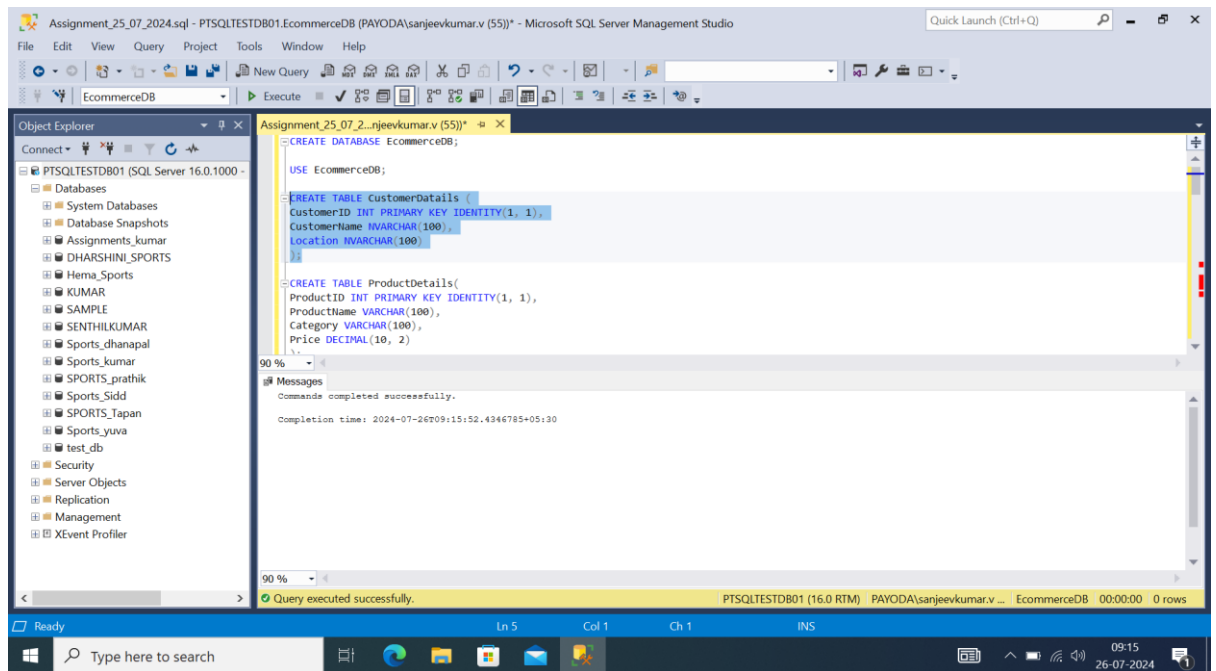 Assignment_25_07_2024.sql - PTSQLTESTDB01.EcommerceDB (PAYODA\sanjeevkumar.v (55))* - Microsoft SQL Server Management Studio
Quick Launch (Ctrl+Q)
File Edit View Query Project Tools Window Help
New Query
EcommerceDB
Execute
Object Explorer
Assignment_25_07_2...njeevkumar.v (55))*
Connect
PTSQLTESTDB01 (SQL Server 16.0.1000 -
Databases
System Databases
Database Snapshots
Assignments_kumar
DHARSHINI_SPORTS
Hema_Sports
KUMAR
SAMPLE
SENTHILKUMAR
Sports_dhanapal
Sports_kumar
SPORTS_prathik
Sports_Sidd
SPORTS_Tapan
Sports_yuva
test_db
Security
Server Objects
Replication
Management
XEvent Profiler
CREATE DATABASE EcommerceDB;
USE EcommerceDB;
CREATE TABLE CustomerDatails (
CustomerID INT PRIMARY KEY IDENTITY(1, 1),
CustomerName NVARCHAR(100),
Location NVARCHAR(100)
);
CREATE TABLE ProductDetails(
ProductID INT PRIMARY KEY IDENTITY(1, 1),
ProductName VARCHAR(100),
Category VARCHAR(100),
Price DECIMAL(10, 2)
90 %
Messages
Commands completed successfully.
Completion time: 2024-07-26T09:15:52.4346785+05:30
90 %
Query executed successfully.
PTSQLTESTDB01 (16.0 RTM) PAYODA\sanjeevkumar.v ... EcommerceDB 00:00:00 0 rows
Ready Ln 5 Col 1 Ch 1 INS
Type here to search
09:15
26-07-2024
1